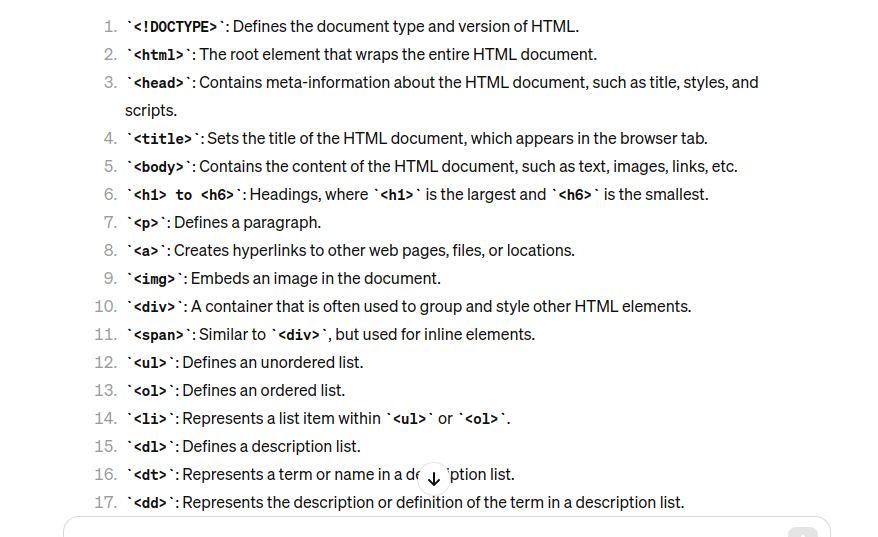 1. `<!DOCTYPE>`: Defines the document type and version of HTML.
2. `<html>`: The root element that wraps the entire HTML document.
3. `<head>`: Contains meta-information about the HTML document, such as title, styles, and
scripts.
4. `<title>`: Sets the title of the HTML document, which appears in the browser tab.
5. `<body>`: Contains the content of the HTML document, such as text, images, links, etc.
6. `<h1> to <h6>`: Headings, where `<h1>` is the largest and `<h6>` is the smallest.
7. `<p>`: Defines a paragraph.
8. `<a>`: Creates hyperlinks to other web pages, files, or locations.
9. `<img>`: Embeds an image in the document.
10. `<div>`: A container that is often used to group and style other HTML elements.
11. `<span>`: Similar to `<div>`, but used for inline elements.
12. `<ul>`: Defines an unordered list.
13. `<ol>`: Defines an ordered list.
14. `<li>`: Represents a list item within `<ul>` or `<ol>`.
15. `<dl>`: Defines a description list.
16. `<dt>`: Represents a term or name in a list.
17. `<dd>`: Represents the description or definition of the term in a description list.